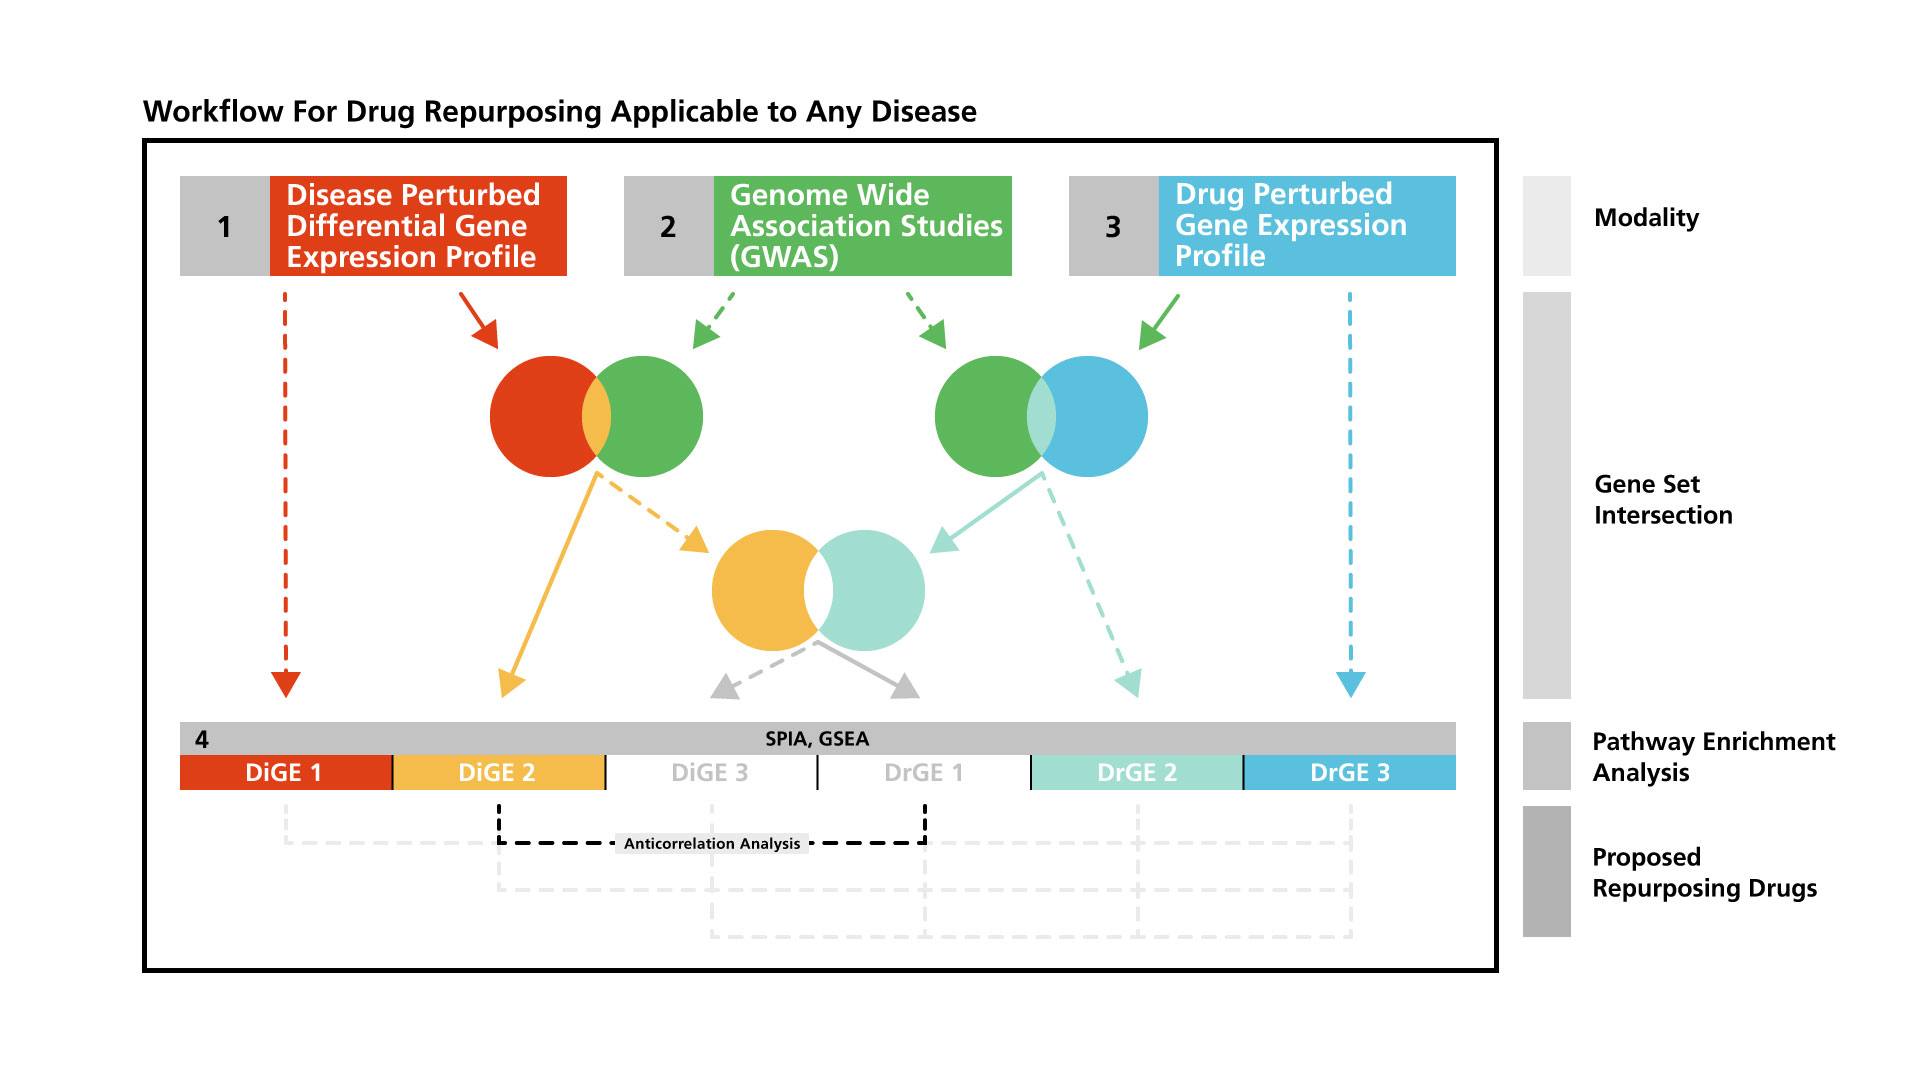 Workflow For Drug Repurposing Applicable to Any Disease
1
Disease Perturbed
Differential Gene
Expression Profile
2
Genome Wide
Association Studies
(GWAS)
3
Drug Perturbed
Gene Expression
Profile
Modality
Gene Set
Intersection
4
SPIA, GSEA
DiGE 1
DiGE 2
DiGE 3
DrGE 1
DrGE 2
DrGE 3
Pathway Enrichment
Analysis
Anticorrelation Analysis
Proposed
Repurposing Drugs